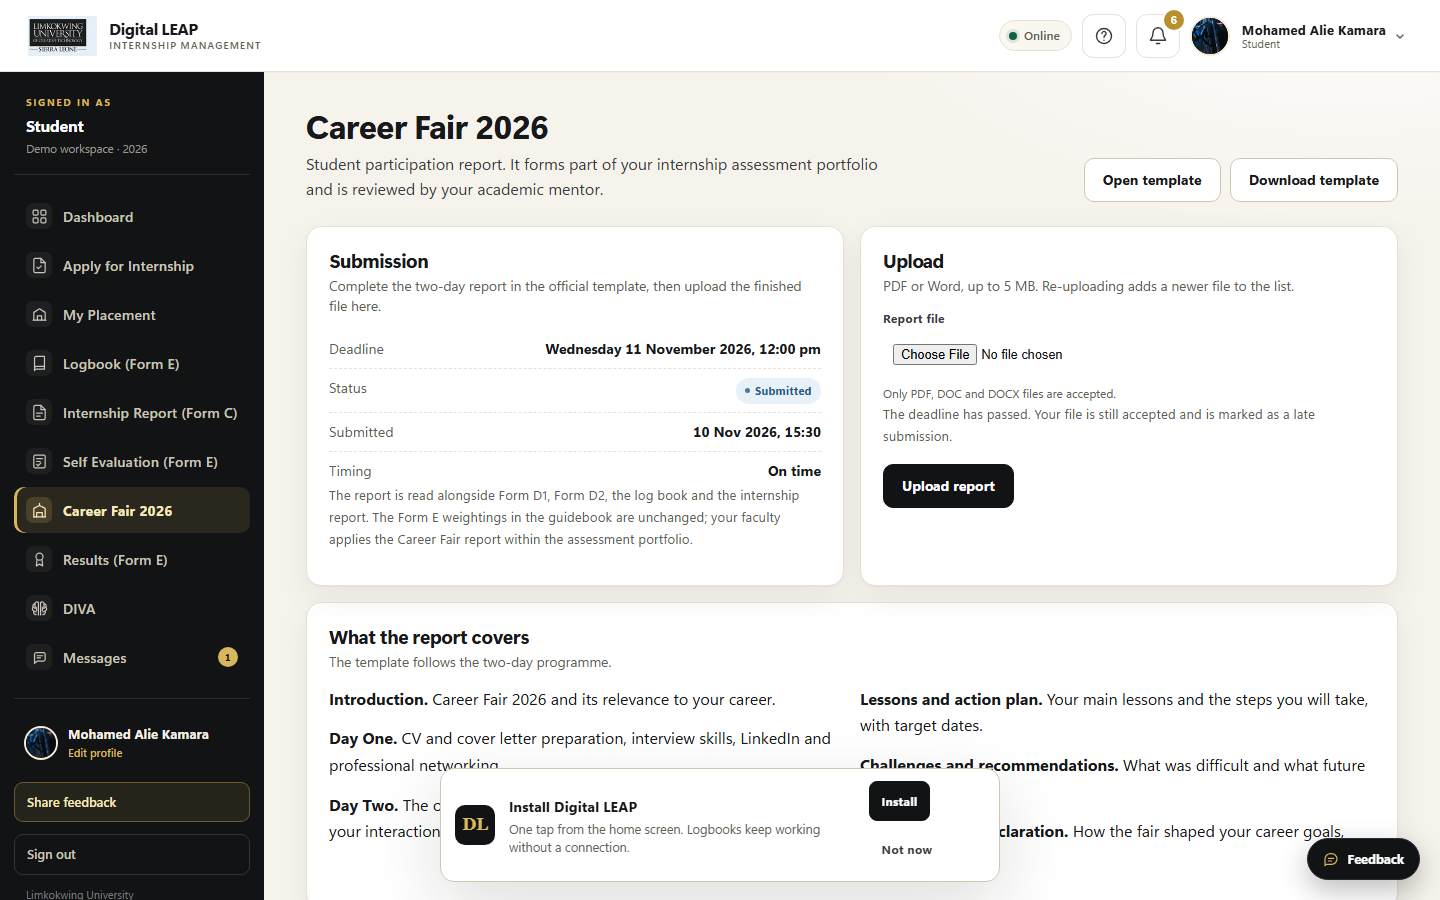 LIMKOKWING
UNIVERSITY
SIERRA LEONE
Digital LEAP
INTERNSHIP MANAGEMENT
Online
6
Mohamed Alie Kamara
Student
SIGNED IN AS
Student
Demo workspace · 2026
Dashboard
Apply for Internship
My Placement
Logbook (Form E)
Internship Report (Form C)
Self Evaluation (Form E)
Career Fair 2026
Results (Form E)
DIVA
Messages
1
Mohamed Alie Kamara
Edit profile
Share feedback
Sign out
Limkokwing University
Career Fair 2026
Student participation report. It forms part of your internship assessment portfolio
and is reviewed by your academic mentor.
Open template
Download template
Submission
Complete the two-day report in the official template, then upload the finished
file here.
Deadline
Wednesday 11 November 2026, 12:00 pm
Status
Submitted
Submitted
10 Nov 2026, 15:30
Timing
On time
The report is read alongside Form D1, Form D2, the log book and the internship
report. The Form E weightings in the guidebook are unchanged; your faculty
applies the Career Fair report within the assessment portfolio.
Upload
PDF or Word, up to 5 MB. Re-uploading adds a newer file to the list.
Report file
Choose File No file chosen
Only PDF, DOC and DOCX files are accepted.
The deadline has passed. Your file is still accepted and is marked as a late
submission.
Upload report
What the report covers
The template follows the two-day programme.
Introduction. Career Fair 2026 and its relevance to your career.
Day One. CV and cover letter preparation, interview skills, LinkedIn and
professional networking.
Day Two. The
your interaction
Lessons and action plan. Your main lessons and the steps you will take,
with target dates.
Challenges and recommendations. What was difficult and what future
How the fair shaped your career goals,
DL
Install Digital LEAP
One tap from the home screen. Logbooks keep working
without a connection.
Install
Not now
Feedback